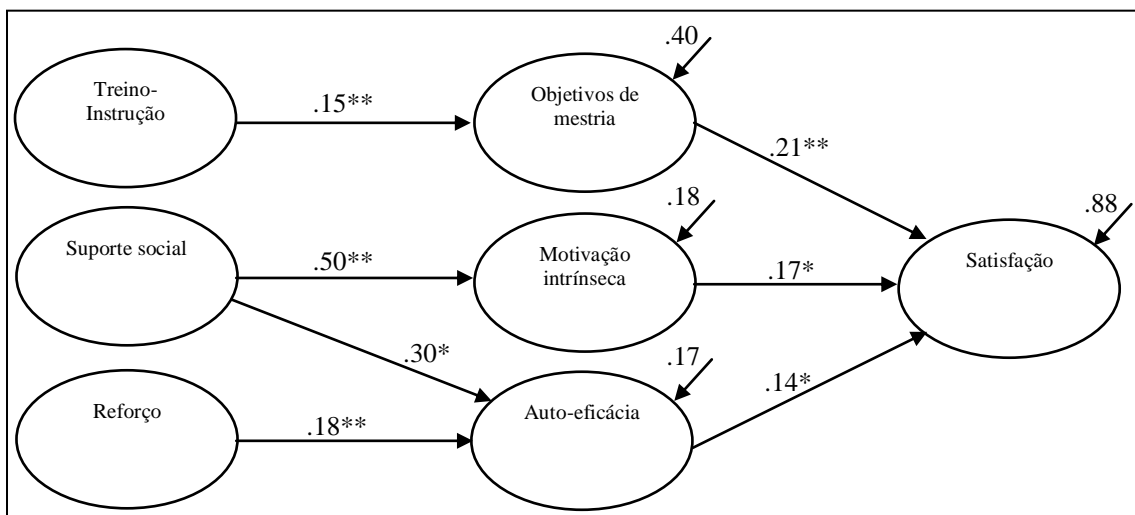 .40
Treino-
Instrução
.15**
Objetivos de
mestria
.21**
.18
.88
Suporte social
.50**
Motivação
intrínseca
.17*
Satisfação
.30*
.17
.14*
Reforço
.18**
Auto-eficácia